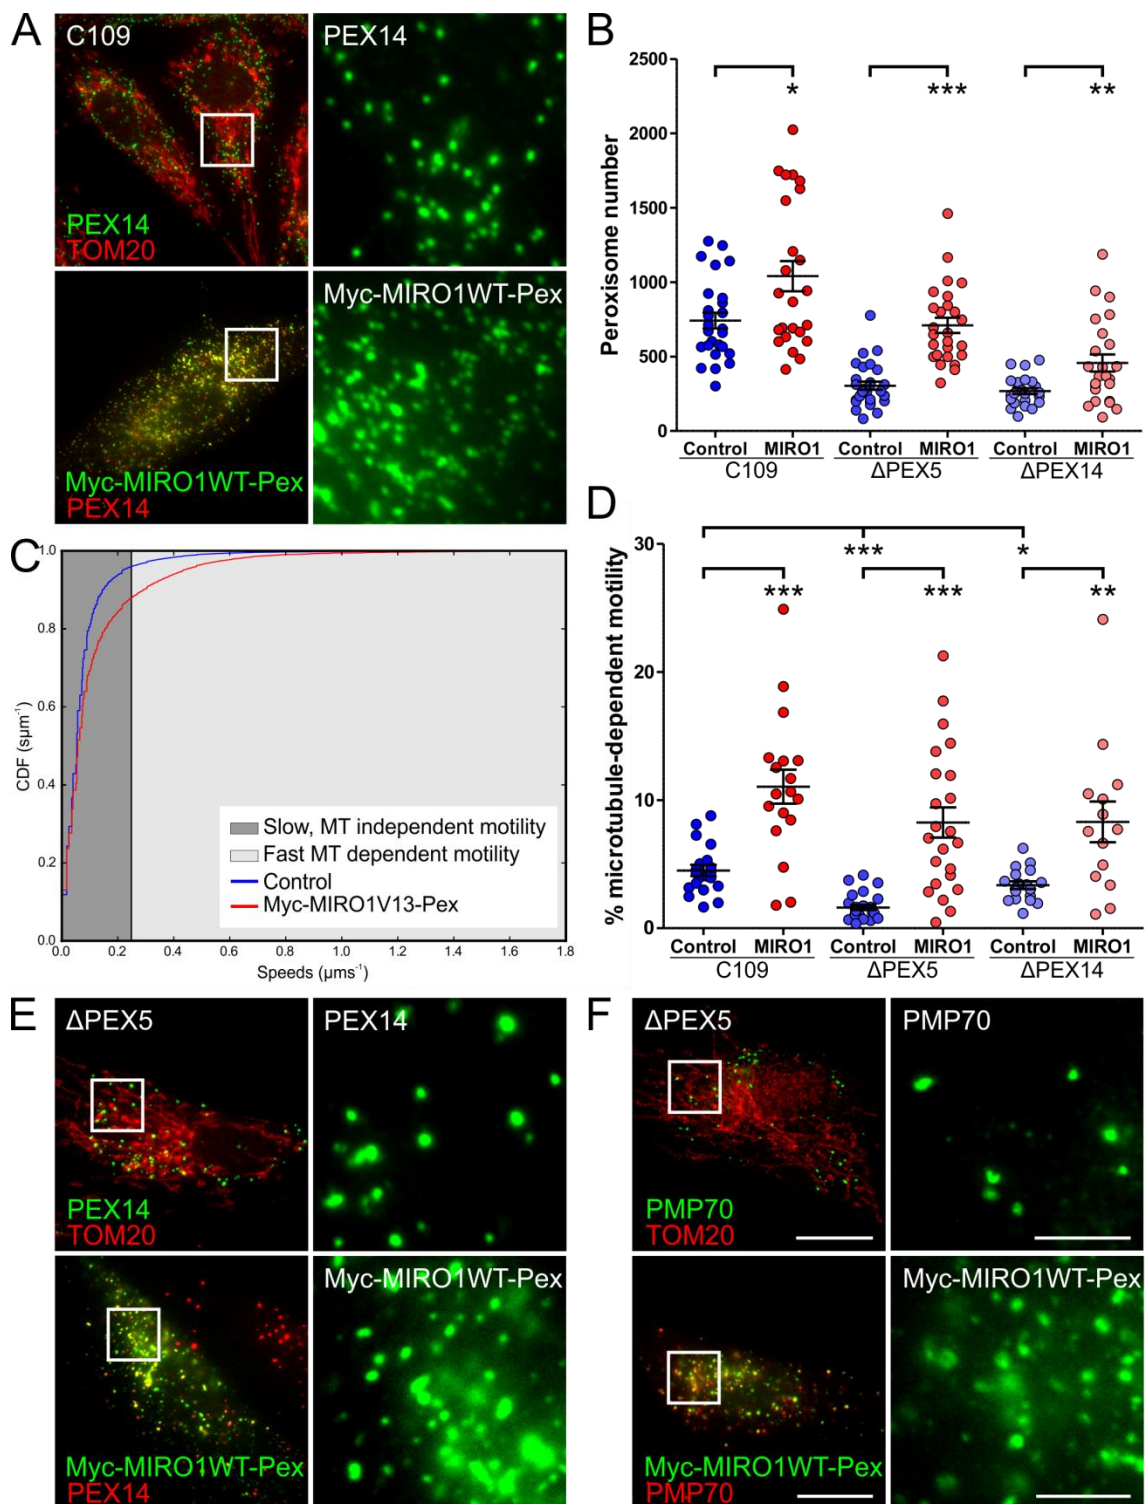 A
C109
PEX14
TOM20
PEX14
Myc-MIRO1WT-Pex
PEX14
Myc-MIRO1WT-Pex
B
Peroxisome number
2500
2000
1500
1000
500
0
* *** **
Control MIRO1 Control MIRO1 Control MIRO1
C109 ΔPEX5 ΔPEX14
C
CDF (sμm⁻¹)
1.0
0.8
0.6
0.4
0.2
0.0
Slow, MT independent motility
Fast MT dependent motility
Control
Myc-MIRO1V13-Pex
0.0 0.2 0.4 0.6 0.8 1.0 1.2 1.4 1.6 1.8
Speeds (μms⁻¹)
D
% microtubule-dependent motility
30
20
10
0
*** *
*** *** **
Control MIRO1 Control MIRO1 Control MIRO1
C109 ΔPEX5 ΔPEX14
E
ΔPEX5
PEX14
TOM20
PEX14
Myc-MIRO1WT-Pex
PEX14
Myc-MIRO1WT-Pex
F
ΔPEX5
PMP70
TOM20
PMP70
Myc-MIRO1WT-Pex
PMP70
Myc-MIRO1WT-Pex